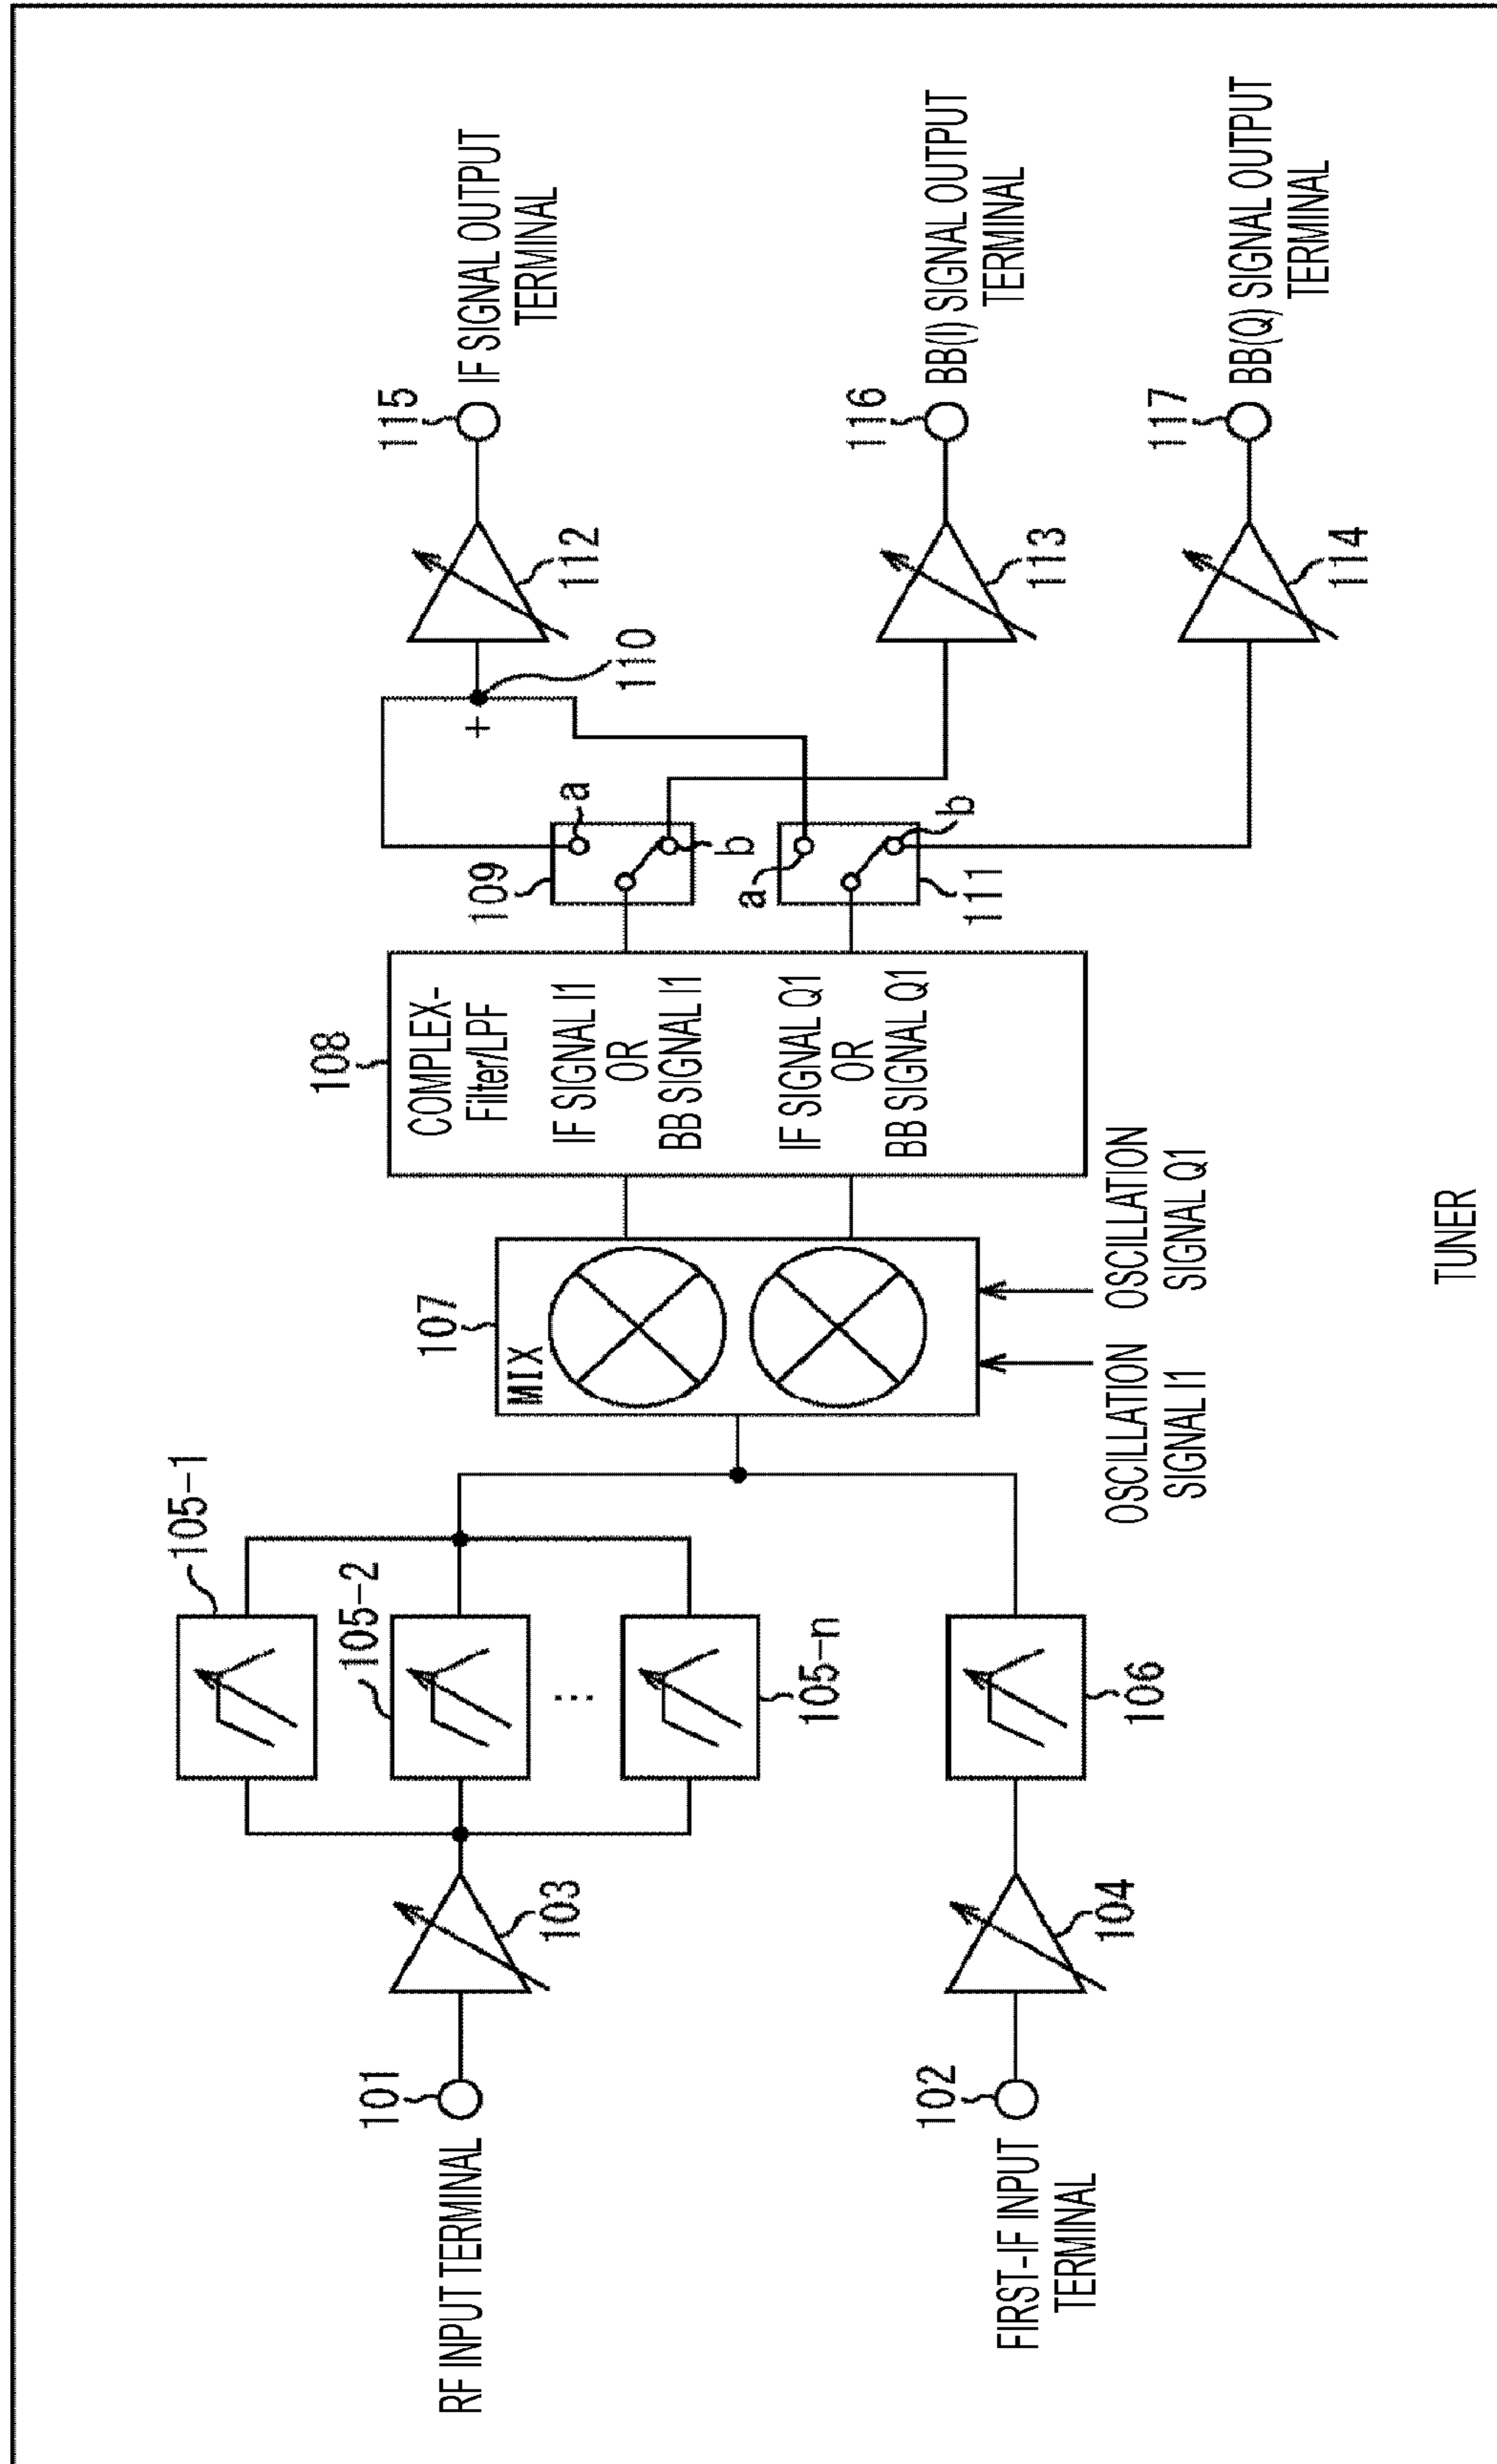 RF INPUT TERMINAL
101
103
105-1
105-2
⋮
105-n
FIRST-IF INPUT
TERMINAL
102
104
106
107
MIX
OSCILLATION
SIGNAL I1
OSCILLATION
SIGNAL Q1
108
COMPLEX-
Filter/LPF
IF SIGNAL I1
OR
BB SIGNAL I1
IF SIGNAL Q1
OR
BB SIGNAL Q1
109
a
b
a
b
111
+
110
112
115
IF SIGNAL OUTPUT
TERMINAL
113
116
BB(I) SIGNAL OUTPUT
TERMINAL
114
117
BB(Q) SIGNAL OUTPUT
TERMINAL
TUNER